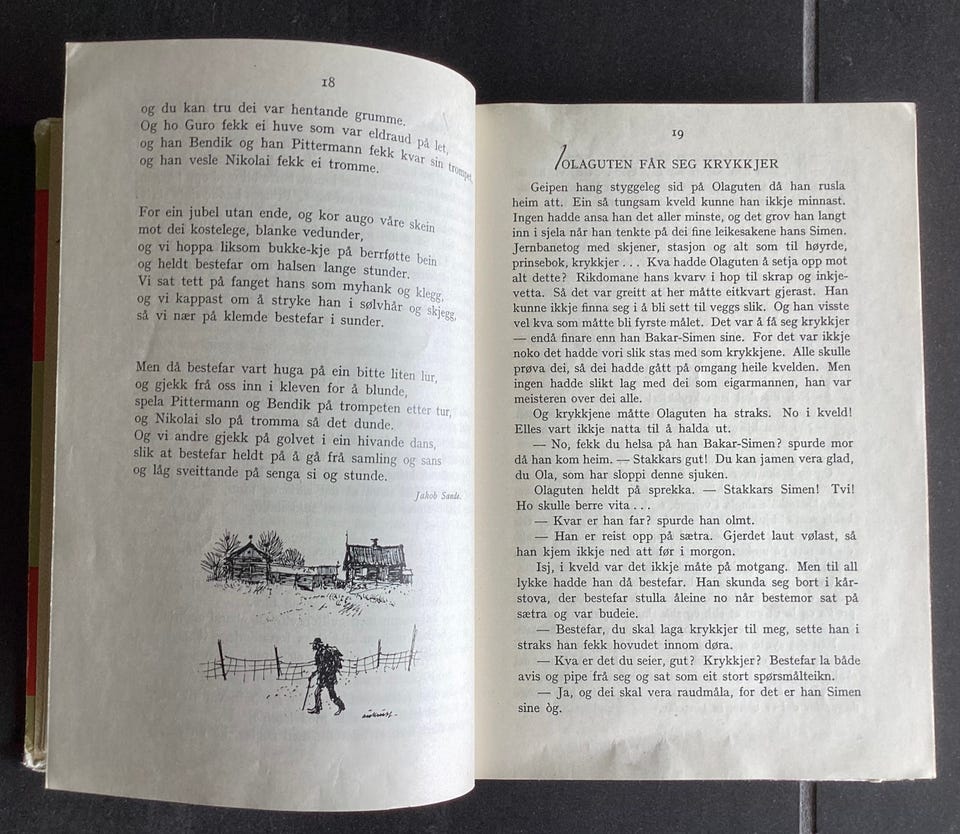 18
og du kan tru dei var hentande grumme.
Og ho Guro fekk ei huve som var eldraud på let,
og han Bendik og han Pittermann fekk kvar sin trompet,
og han vesle Nikolai fekk ei tromme.
For ein jubel utan ende, og kor augo våre skein
mot dei kostelege, blanke vedunder,
og vi hoppa liksom bukke-kje på berrføtte bein
og heldt bestefar om halsen lange stunder.
Vi sat tett på fanget hans som myhank og klegg,
og vi kappast om å stryke han i sølvhår og skjegg,
så vi nær på klemde bestefar i sunder.
Men då bestefar vart huga på ein bitte liten lur,
og gjekk frå oss inn i kleven for å blunde,
spela Pittermann og Bendik på trompeten etter tur,
og Nikolai slo på tromma så det dunde.
Og vi andre gjekk på golvet i ein hivande dans,
slik at bestefar heldt på å gå frå samling og sans
og låg sveittande på senga si og stunde.
Jakob Sande.
19
OLAGUTEN FÅR SEG KRYKKJER
Geipen hang styggeleg sid på Olaguten då han rusla
heim att. Ein så tungsam kveld kunne han ikkje minnast.
Ingen hadde ansa han det aller minste, og det grov han langt
inn i sjela når han tenkte på dei fine leikesakene hans Simen.
Jernbanetog med skjener, stasjon og alt som til høyrde,
prinsebok, krykkjer . . . Kva hadde Olaguten å setja opp mot
alt dette? Rikdomane hans kvarv i hop til skrap og inkje-
vetta. Så det var greitt at her måtte eitkvart gjerast. Han
kunne ikkje finna seg i å bli sett til veggs slik. Og han visste
vel kva som måtte bli fyrste målet. Det var å få seg krykkjer
— endå finare enn han Bakar-Simen sine. For det var ikkje
noko det hadde vori slik stas med som krykkjene. Alle skulle
prøva dei, så dei hadde gått på omgang heile kvelden. Men
ingen hadde slikt lag med dei som eigarmannen, han var
meisteren over dei alle.
Og krykkjene måtte Olaguten ha straks. No i kveld!
Elles vart ikkje natta til å halda ut.
— No, fekk du helsa på han Bakar-Simen? spurde mor
då han kom heim. — Stakkars gut! Du kan jamen vera glad,
du Ola, som har sloppi denne sjuken.
Olaguten heldt på sprekka. — Stakkars Simen! Tvi!
Ho skulle berre vita . . .
— Kvar er han far? spurde han olmt.
— Han er reist opp på sætra. Gjerdet laut vølast, så
han kjem ikkje ned att før i morgon.
Isj, i kveld var det ikkje måte på motgang. Men til all
lykke hadde han då bestefar. Han skunda seg bort i kår-
stova, der bestefar stulla åleine no når bestemor sat på
sætra og var budeie.
— Bestefar, du skal laga krykkjer til meg, sette han i
straks han fekk hovudet innom døra.
— Kva er det du seier, gut? Krykkjer? Bestefar la både
avis og pipe frå seg og sat som eit stort spørsmålteikn.
— Ja, og dei skal vera raudmåla, for det er han Simen
sine òg.